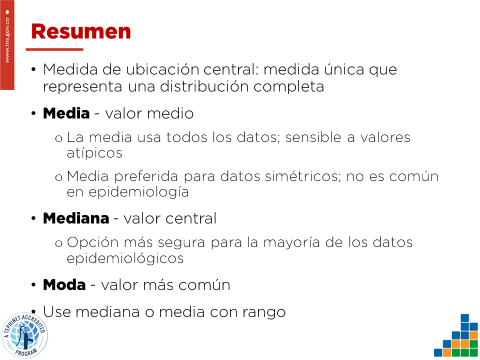 www.ins.gov.co
Resumen
• Medida de ubicación central: medida única que
representa una distribución completa
• Media - valor medio
o La media usa todos los datos; sensible a valores
atípicos
o Media preferida para datos simétricos; no es común
en epidemiología
• Mediana - valor central
o Opción más segura para la mayoría de los datos
epidemiológicos
• Moda - valor más común
• Use mediana o media con rango
A TEPHINET ACCREDITED
PROGRAM